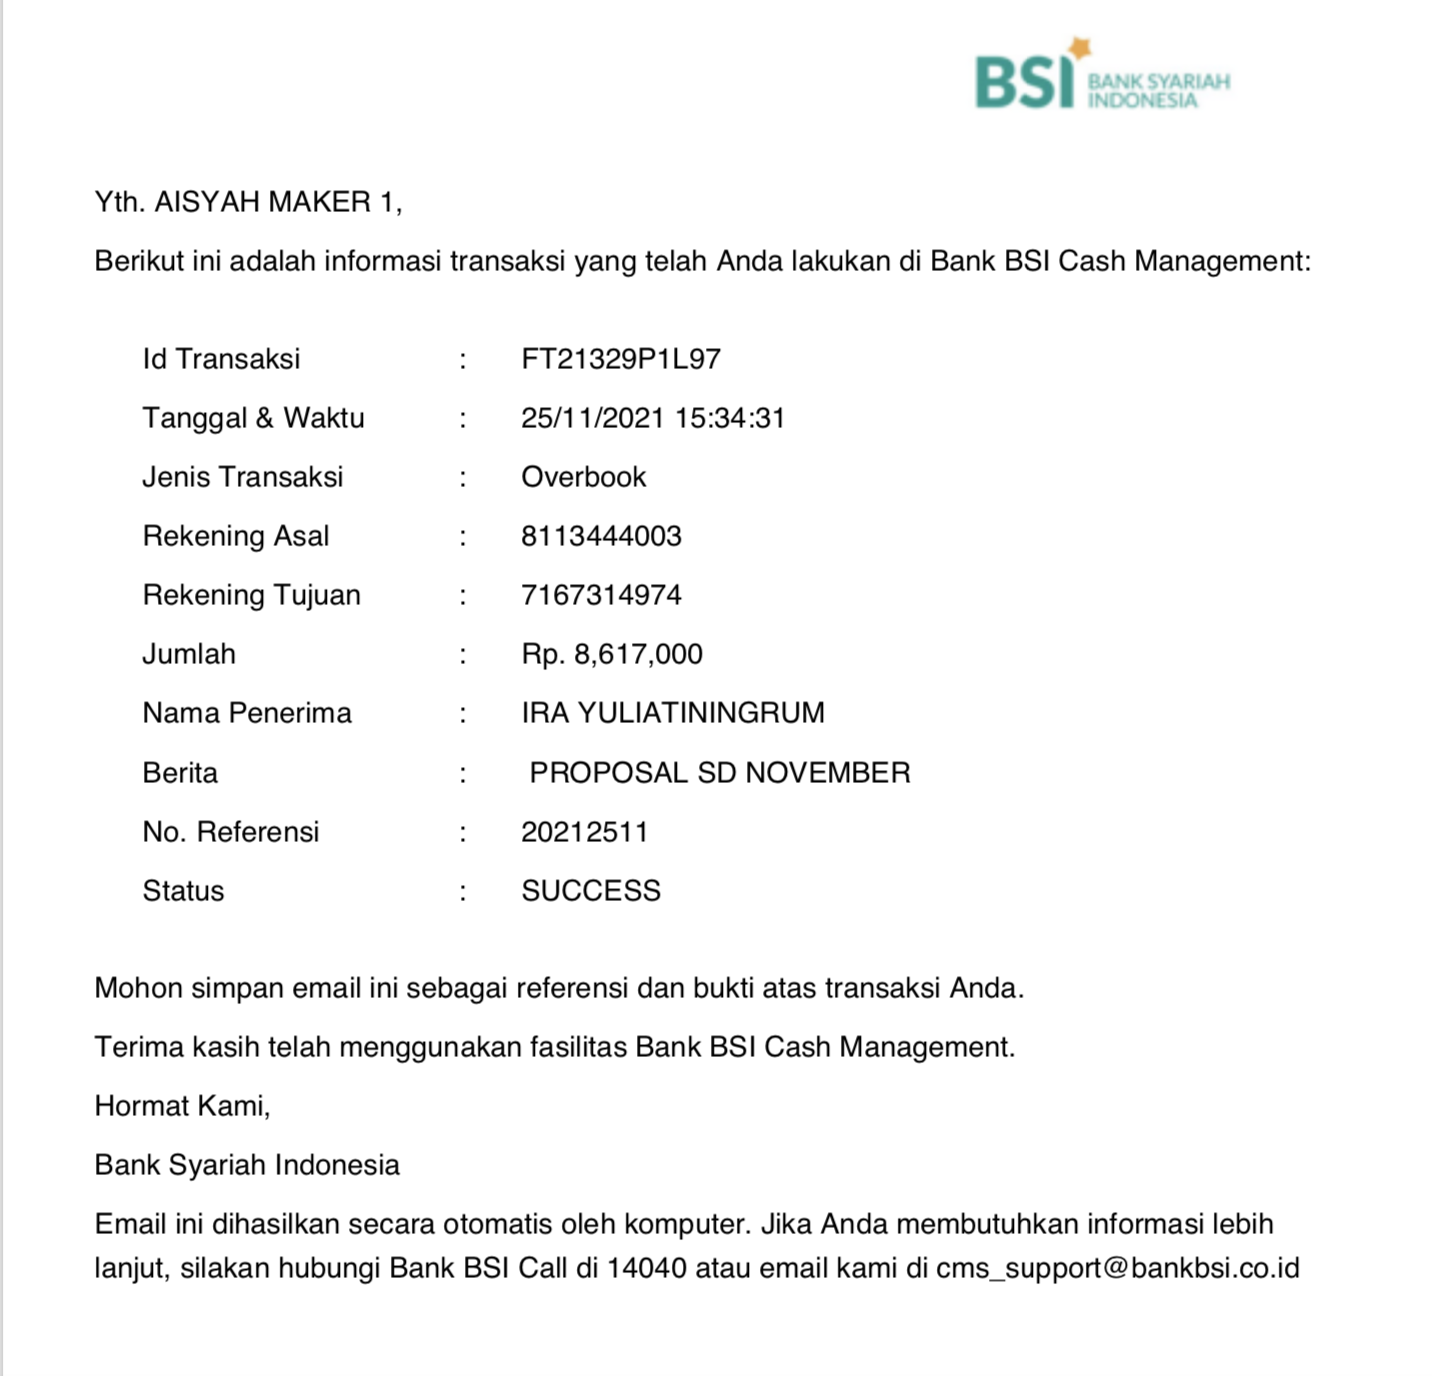 BSI BANK SYARIAH
INDONESIA
Yth. AISYAH MAKER 1,
Berikut ini adalah informasi transaksi yang telah Anda lakukan di Bank BSI Cash Management:
Id Transaksi : FT21329P1L97
Tanggal & Waktu : 25/11/2021 15:34:31
Jenis Transaksi : Overbook
Rekening Asal : 8113444003
Rekening Tujuan : 7167314974
Jumlah : Rp. 8,617,000
Nama Penerima : IRA YULIATININGRUM
Berita : PROPOSAL SD NOVEMBER
No. Referensi : 20212511
Status : SUCCESS
Mohon simpan email ini sebagai referensi dan bukti atas transaksi Anda.
Terima kasih telah menggunakan fasilitas Bank BSI Cash Management.
Hormat Kami,
Bank Syariah Indonesia
Email ini dihasilkan secara otomatis oleh komputer. Jika Anda membutuhkan informasi lebih
lanjut, silakan hubungi Bank BSI Call di 14040 atau email kami di cms_support@bankbsi.co.id